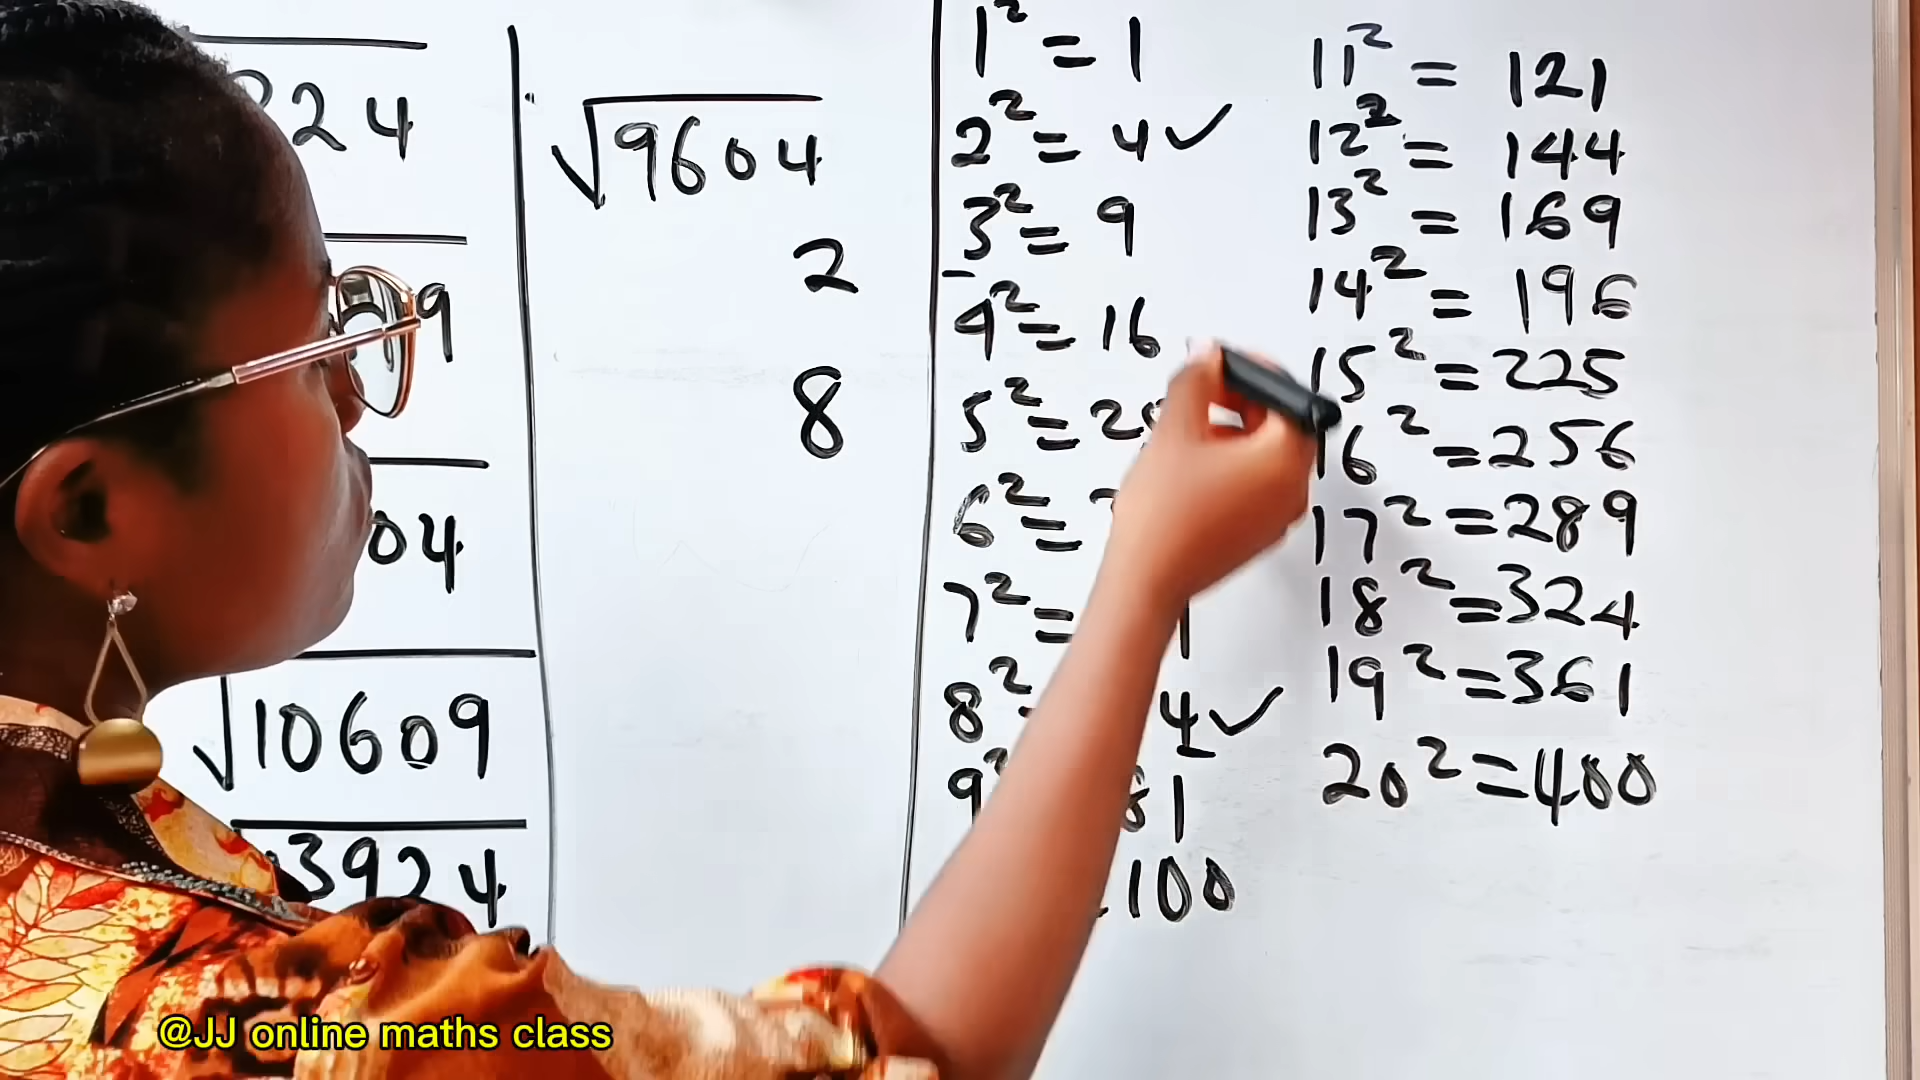 24
9
04
√10609
3924
√9604
2
8
1² = 1
2² = 4 ✓
3² = 9
4² = 16
5² = 2
6² =
7² =
8² 4 ✓
9² 81
100
11² = 121
12² = 144
13² = 169
14² = 196
15² = 225
16² = 256
17² = 289
18² = 324
19² = 361
20² = 400
@JJ online maths class